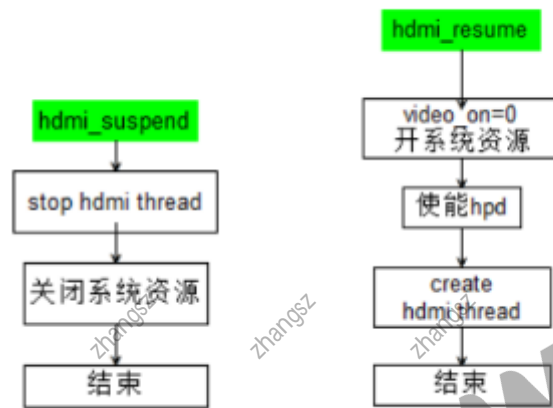 hdmi_suspend
stop hdmi thread
关闭系统资源
结束
hdmi_resume
video_on=0
开系统资源
使能hpd
create
hdmi thread
结束
zhangsz
zhangsz
zhangsz